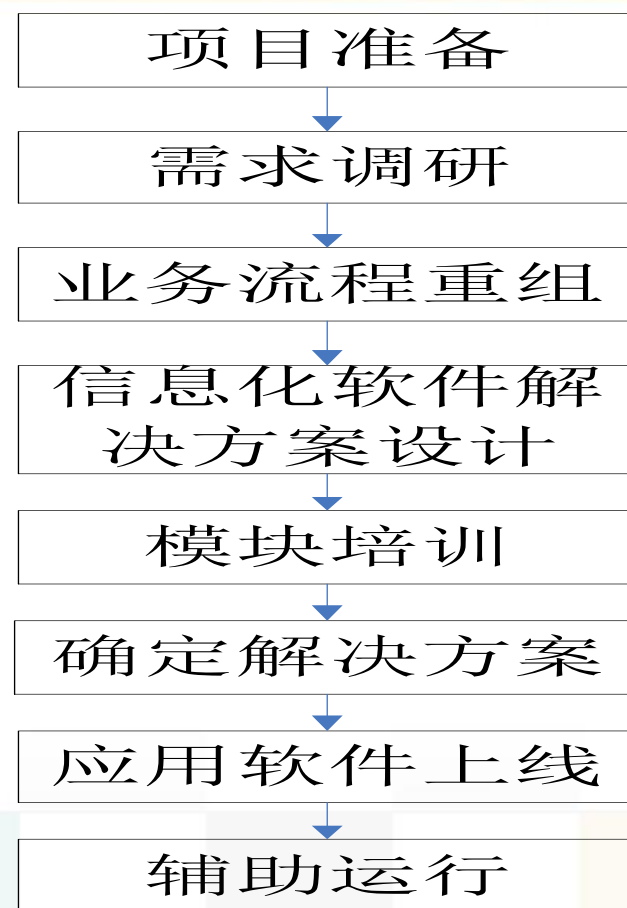 项目准备
需求调研
业务流程重组
信息化软件解
决方案设计
模块培训
确定解决方案
应用软件上线
辅助运行